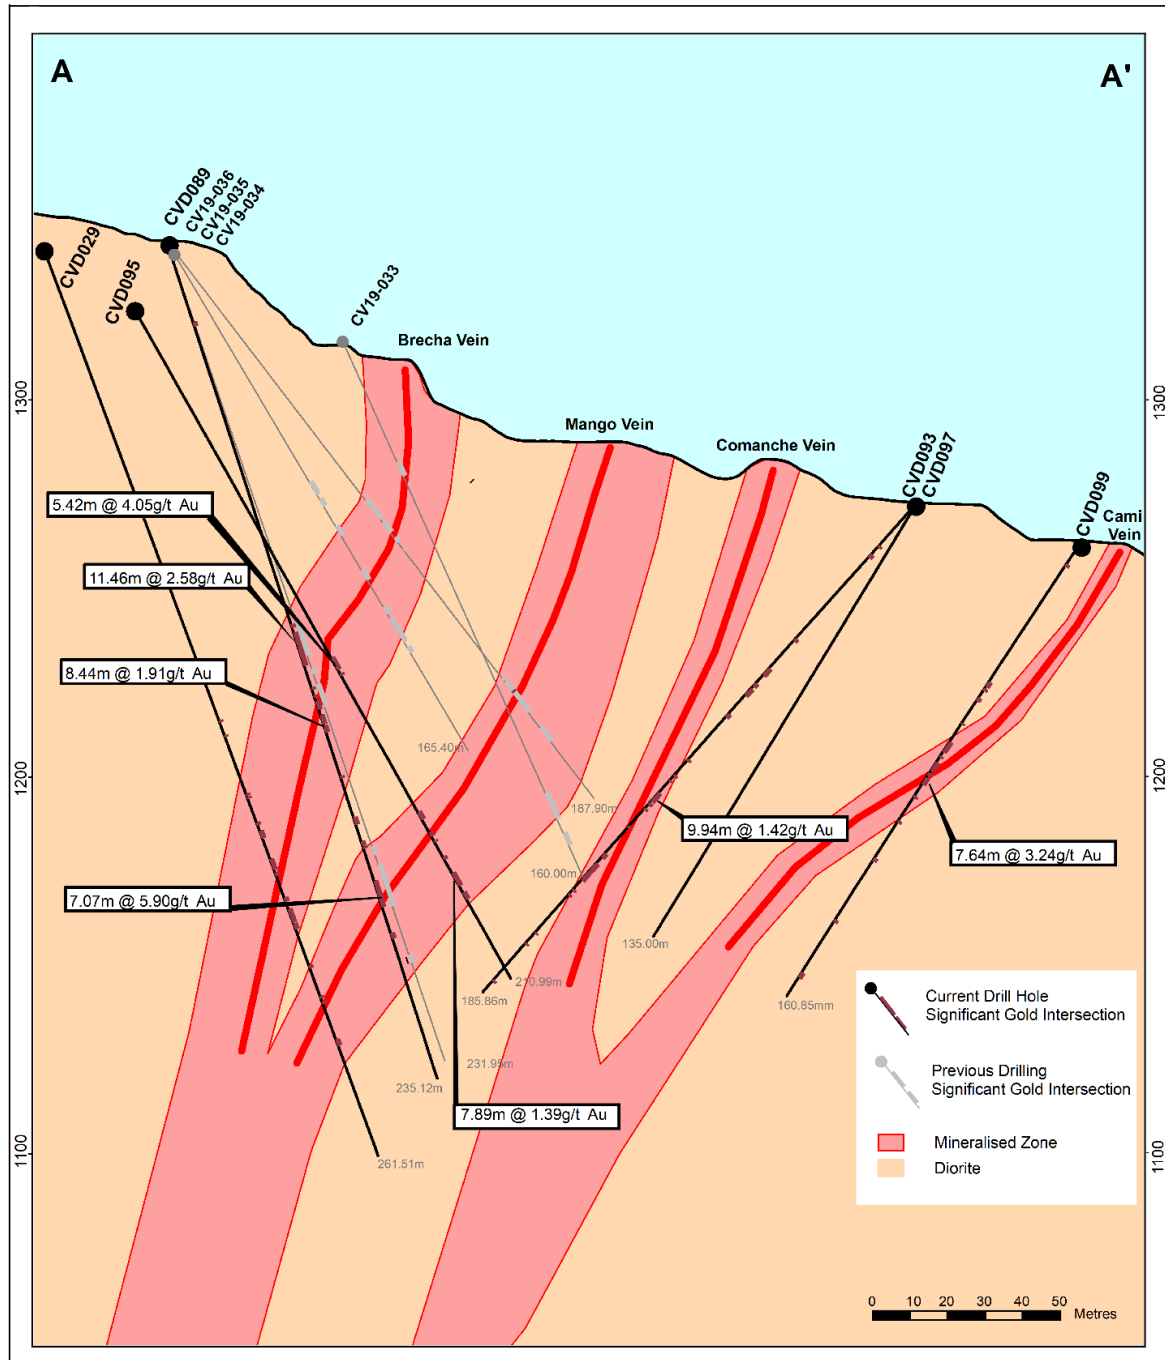 A
A'
CVD089
CV19-036
CV19-035
CV19-034
CVD029
CVD095
CV19-033
Brecha Vein
Mango Vein
Comanche Vein
CVD093
CVD097
CVD099
Cami
Vein
1300
1300
5.42m @ 4.05g/t Au
11.46m @ 2.58g/t Au
8.44m @ 1.91g/t Au
165.40m
1200
1200
187.90m
9.94m @ 1.42g/t Au
7.64m @ 3.24g/t Au
160.00m
7.07m @ 5.90g/t Au
135.00m
210.99m
185.86m
160.85mm
231.95m
235.12m
7.89m @ 1.39g/t Au
261.51m
1100
1100
Current Drill Hole
Significant Gold Intersection
Previous Drilling
Significant Gold Intersection
Mineralised Zone
Diorite
0 10 20 30 40 50
Metres